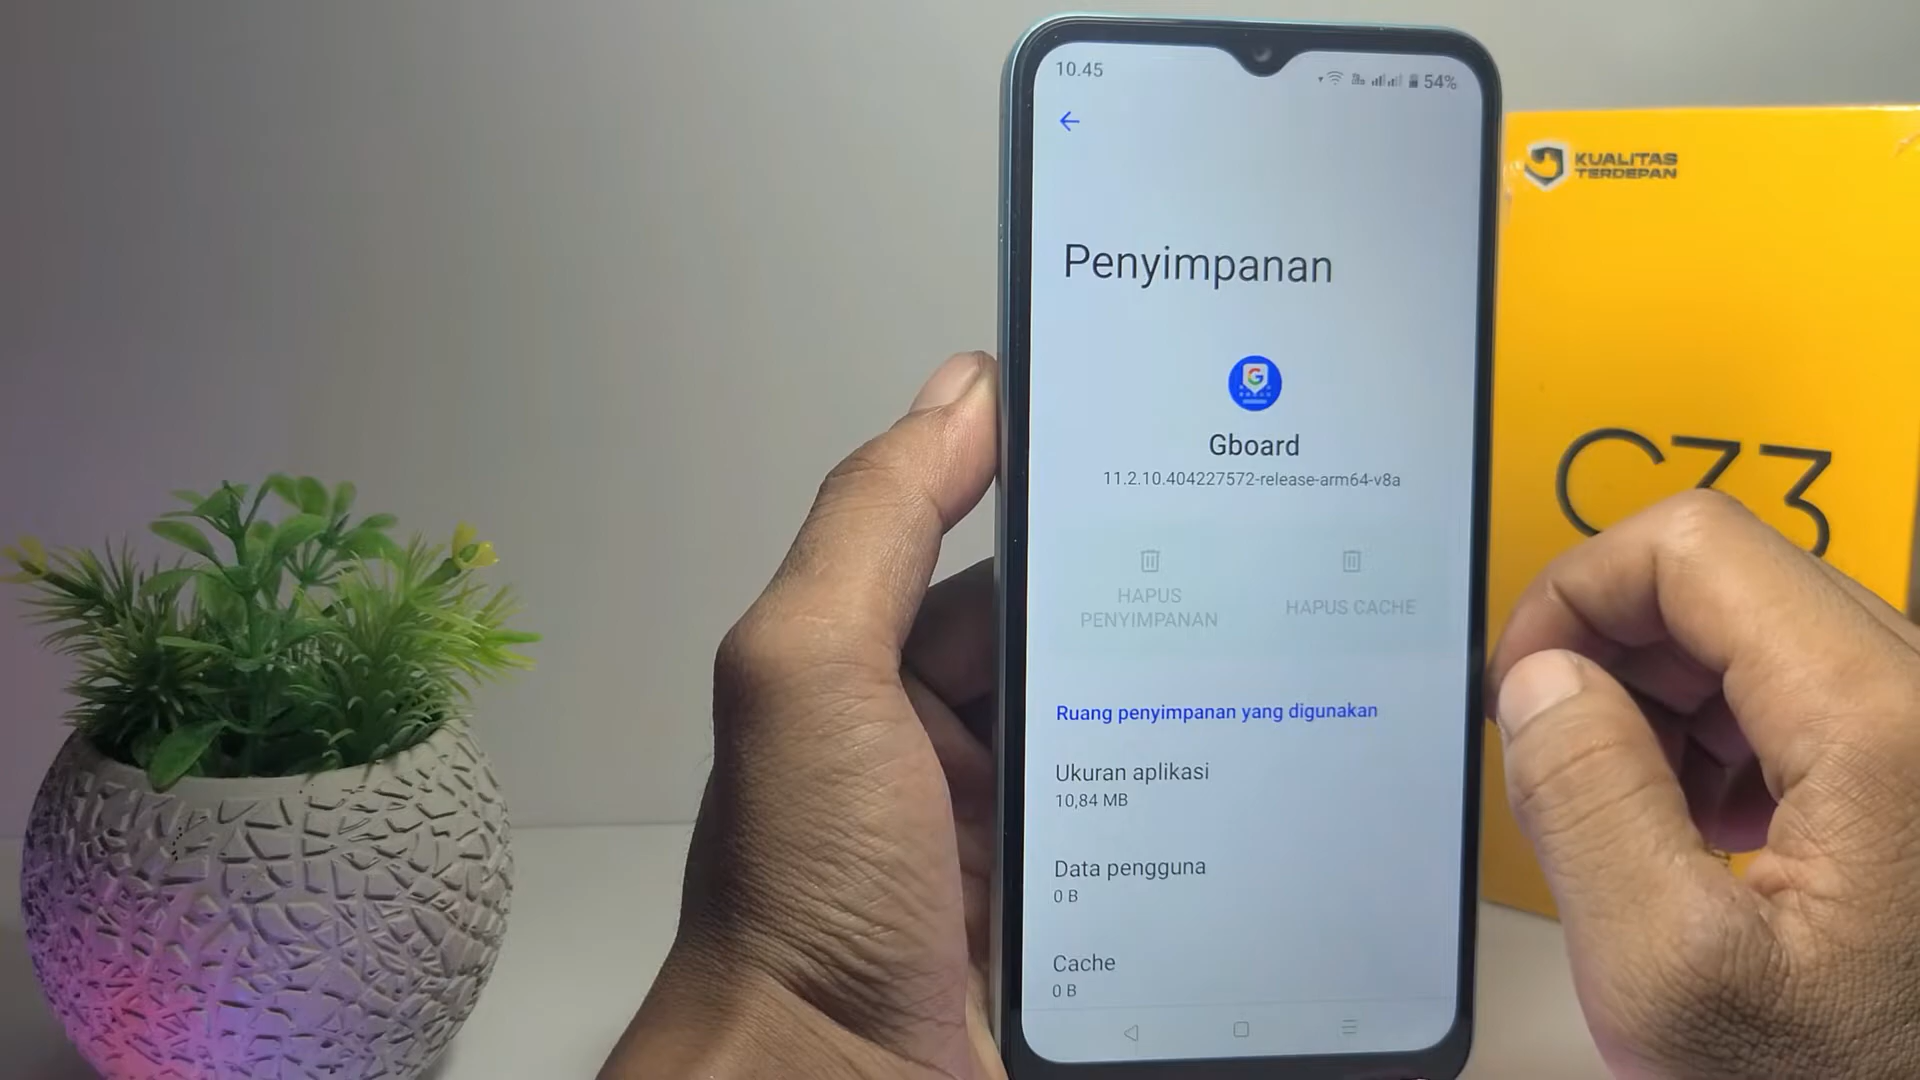 10.45
54%
KUALITAS
TERDEPAN
Penyimpanan
G
Gboard
11.2.10.404227572-release-arm64-v8a
C33
HAPUS
PENYIMPANAN
HAPUS CACHE
Ruang penyimpanan yang digunakan
Ukuran aplikasi
10,84 MB
Data pengguna
0 B
Cache
0 B